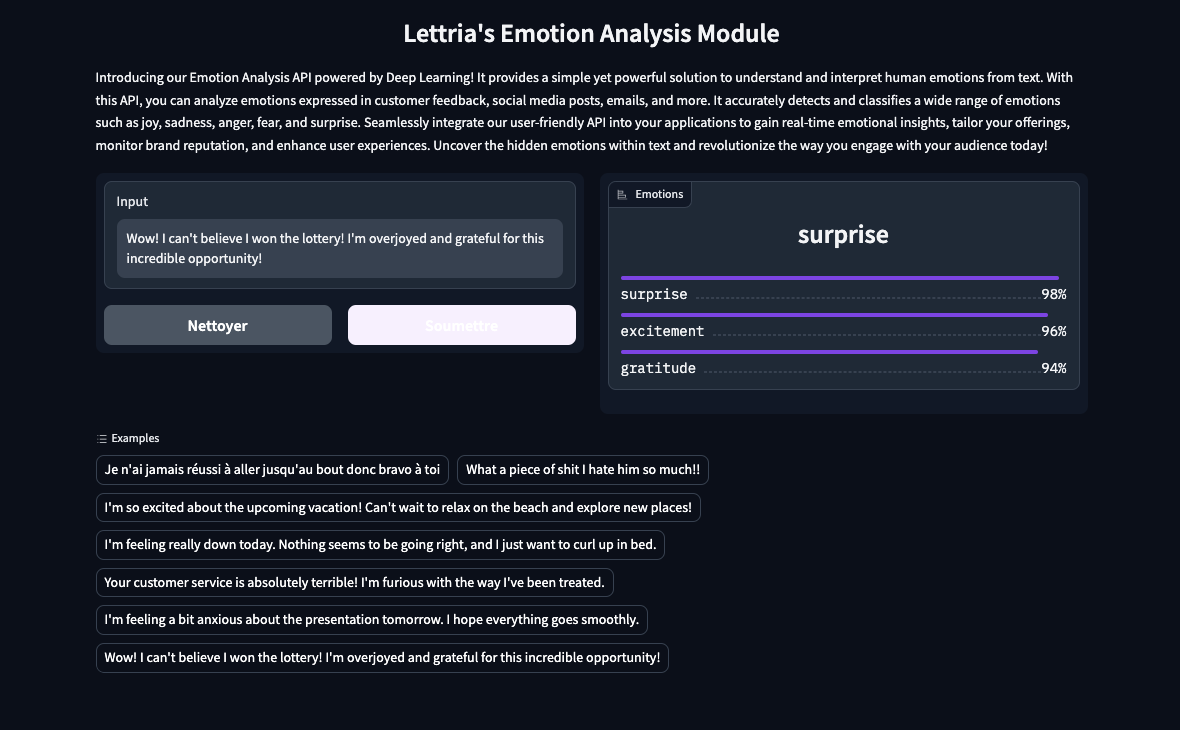 Lettria's Emotion Analysis Module
Introducing our Emotion Analysis API powered by Deep Learning! It provides a simple yet powerful solution to understand and interpret human emotions from text. With
this API, you can analyze emotions expressed in customer feedback, social media posts, emails, and more. It accurately detects and classifies a wide range of emotions
such as joy, sadness, anger, fear, and surprise. Seamlessly integrate our user-friendly API into your applications to gain real-time emotional insights, tailor your offerings,
monitor brand reputation, and enhance user experiences. Uncover the hidden emotions within text and revolutionize the way you engage with your audience today!
Input
Wow! I can't believe I won the lottery! I'm overjoyed and grateful for this
incredible opportunity!
Nettoyer
Soumettre
Emotions
surprise
surprise 98%
excitement 96%
gratitude 94%
Examples
Je n'ai jamais réussi à aller jusqu'au bout donc bravo à toi
What a piece of shit I hate him so much!!
I'm so excited about the upcoming vacation! Can't wait to relax on the beach and explore new places!
I'm feeling really down today. Nothing seems to be going right, and I just want to curl up in bed.
Your customer service is absolutely terrible! I'm furious with the way I've been treated.
I'm feeling a bit anxious about the presentation tomorrow. I hope everything goes smoothly.
Wow! I can't believe I won the lottery! I'm overjoyed and grateful for this incredible opportunity!